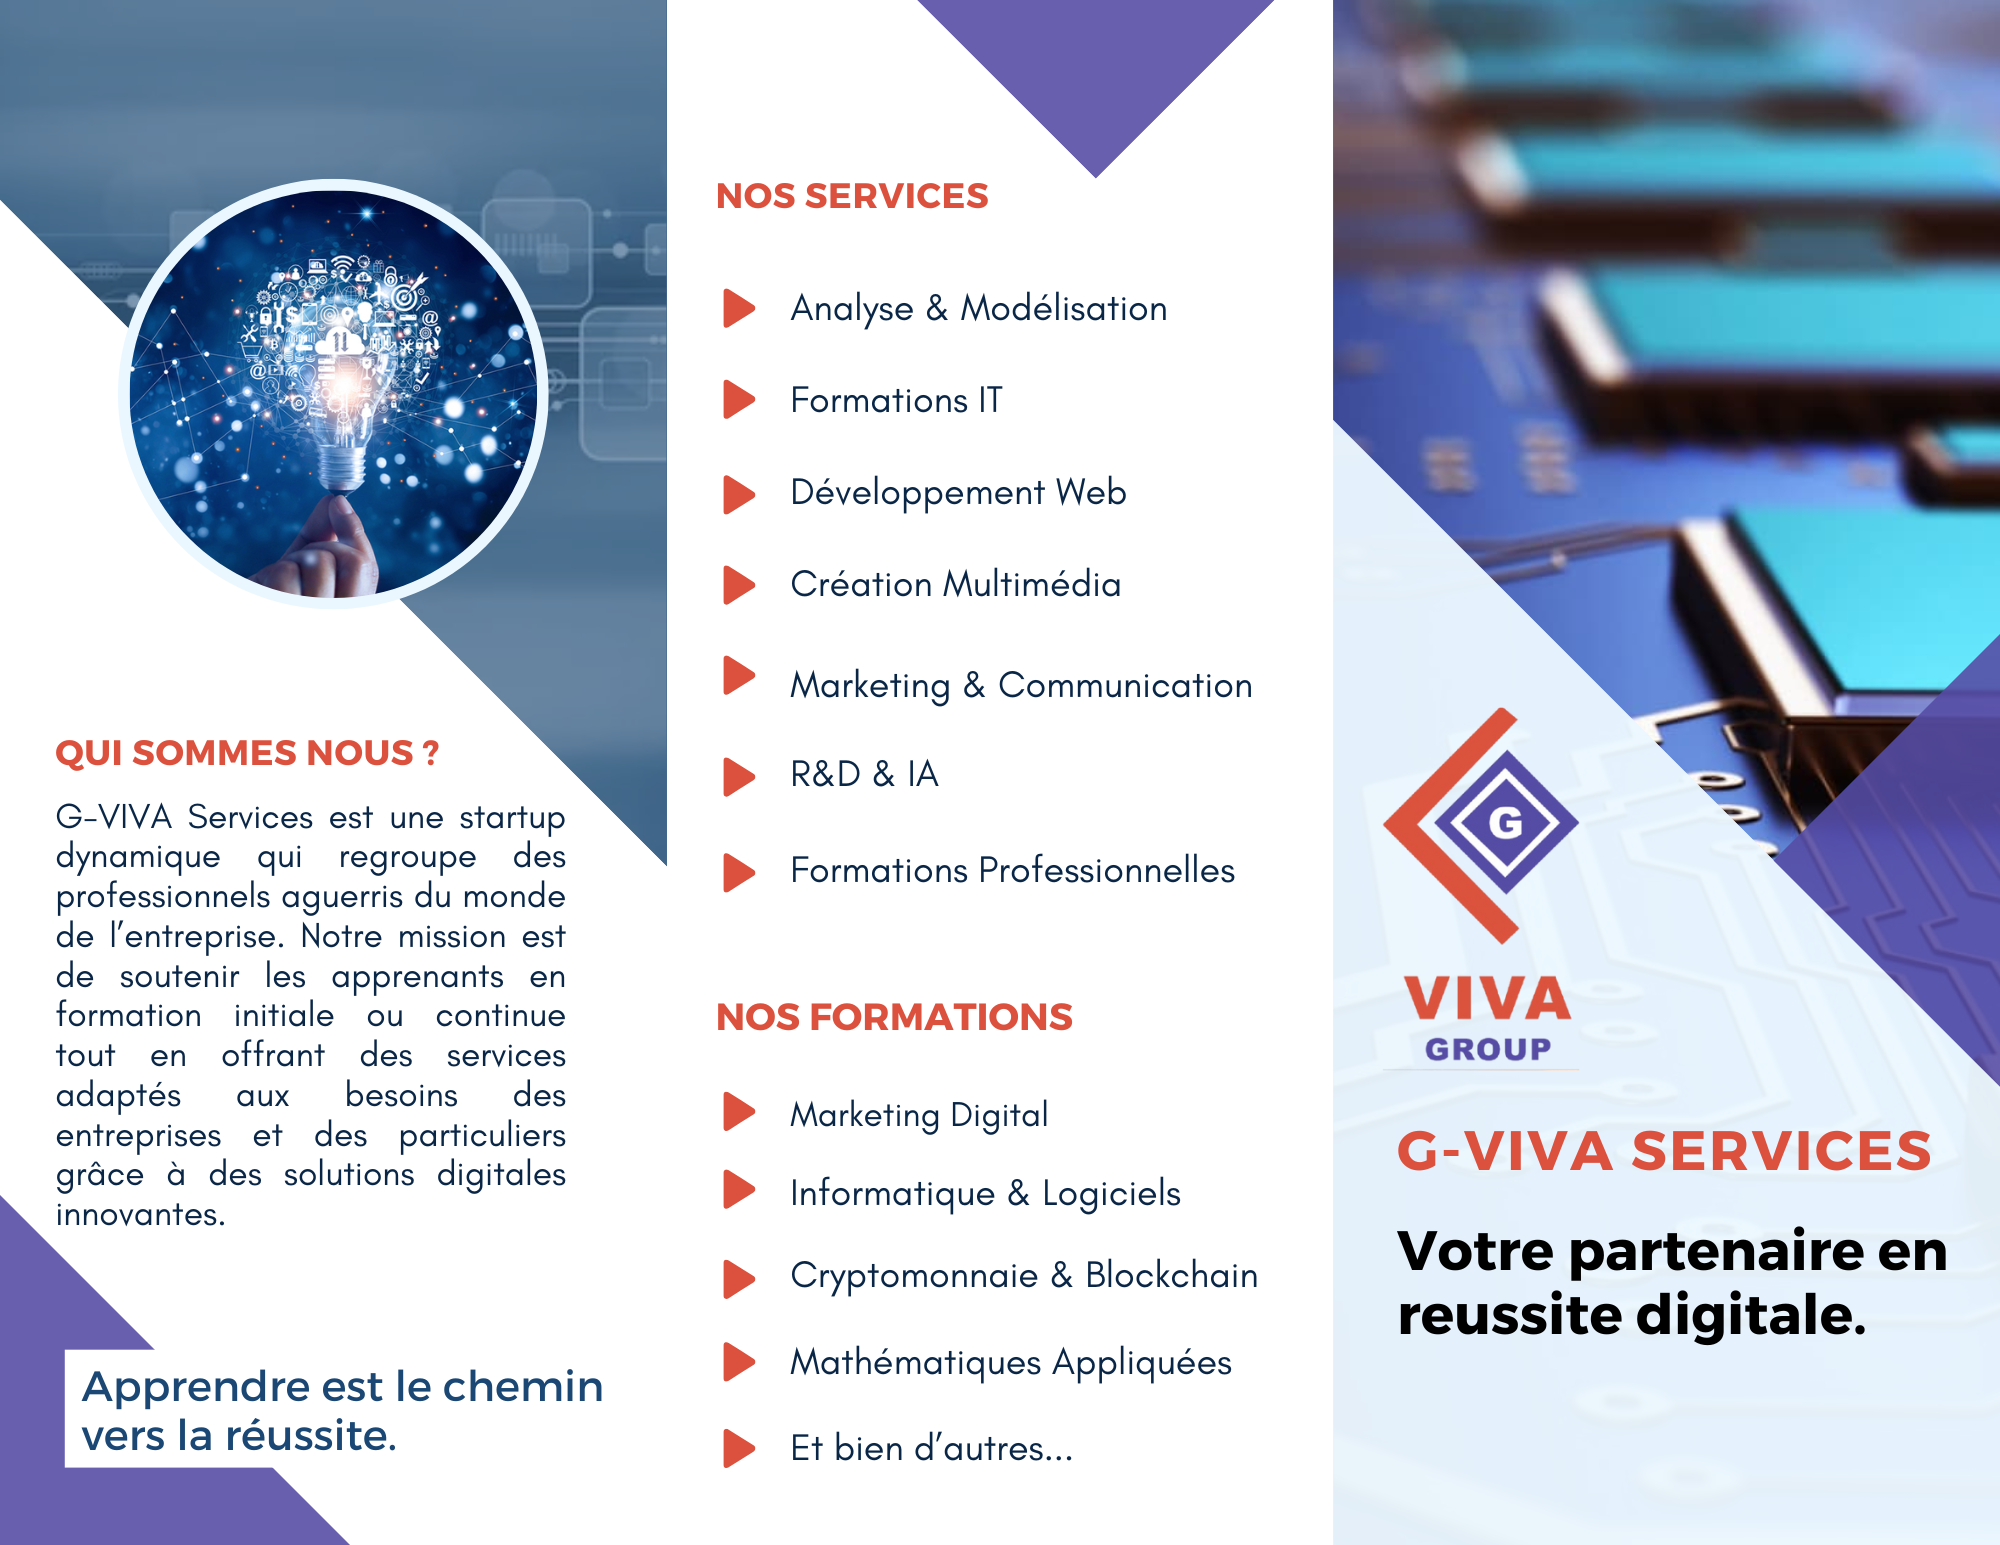 QUI SOMMES NOUS ?
G-VIVA Services est une startup
dynamique qui regroupe des
professionnels aguerris du monde
de l’entreprise. Notre mission est
de soutenir les apprenants en
formation initiale ou continue
tout en offrant des services
adaptés aux besoins des
entreprises et des particuliers
grâce à des solutions digitales
innovantes.
Apprendre est le chemin
vers la réussite.
NOS SERVICES
Analyse & Modélisation
Formations IT
Développement Web
Création Multimédia
Marketing & Communication
R&D & IA
Formations Professionnelles
NOS FORMATIONS
Marketing Digital
Informatique & Logiciels
Cryptomonnaie & Blockchain
Mathématiques Appliquées
Et bien d’autres...
G
VIVA
GROUP
G-VIVA SERVICES
Votre partenaire en
reussite digitale.